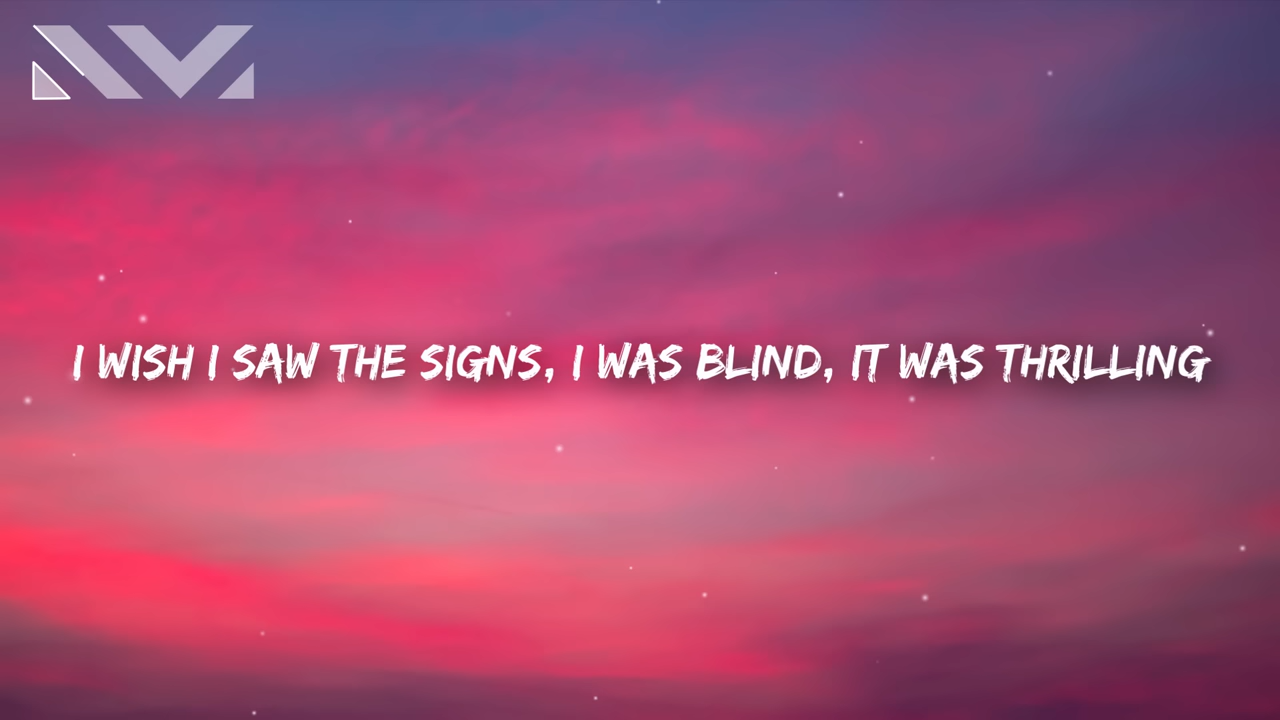 I WISH I SAW THE SIGNS, I WAS BLIND, IT WAS THRILLING